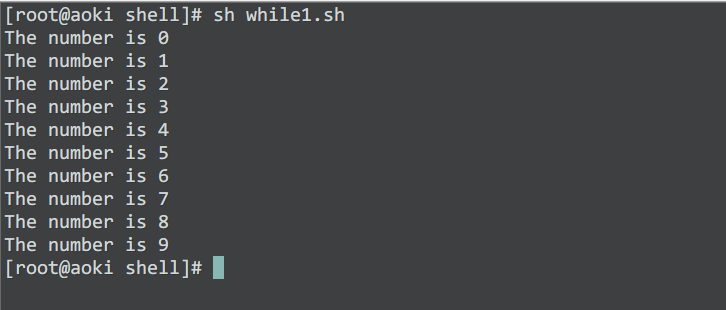 [root@aoki shell]# sh while1.sh
The number is 0
The number is 1
The number is 2
The number is 3
The number is 4
The number is 5
The number is 6
The number is 7
The number is 8
The number is 9
[root@aoki shell]#